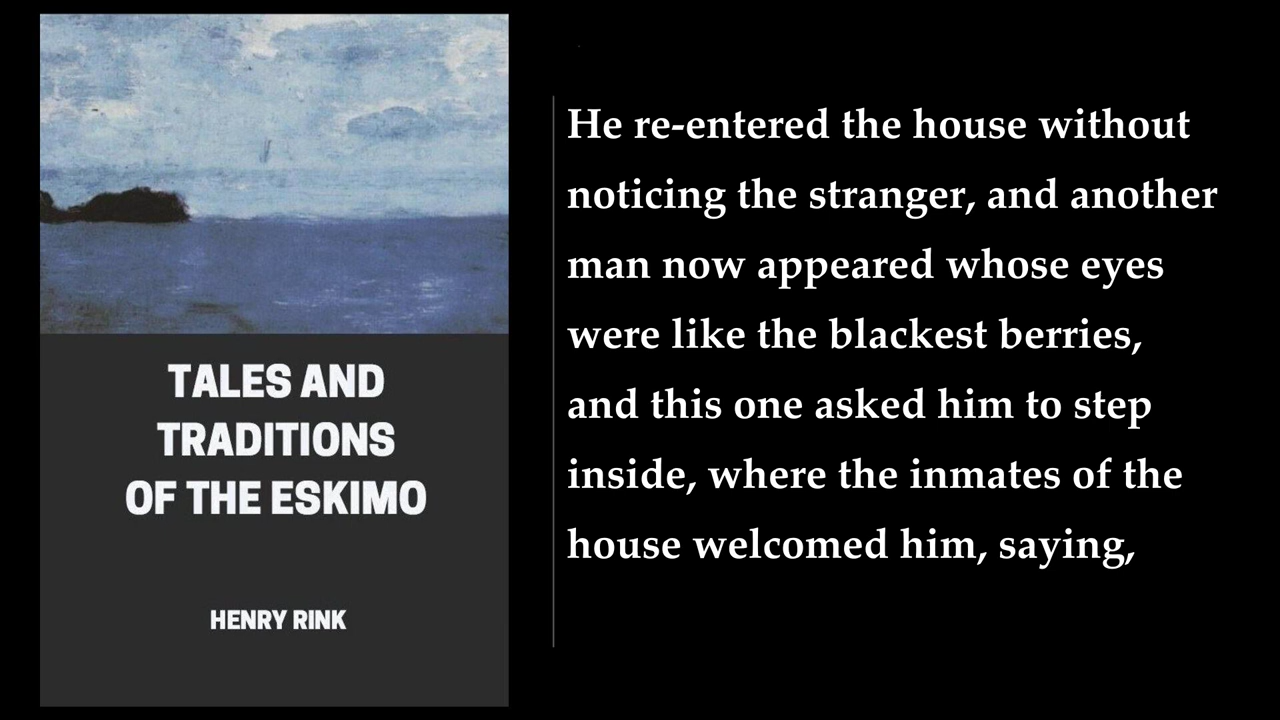 TALES AND
TRADITIONS
OF THE ESKIMO
HENRY RINK
He re-entered the house without
noticing the stranger, and another
man now appeared whose eyes
were like the blackest berries,
and this one asked him to step
inside, where the inmates of the
house welcomed him, saying,